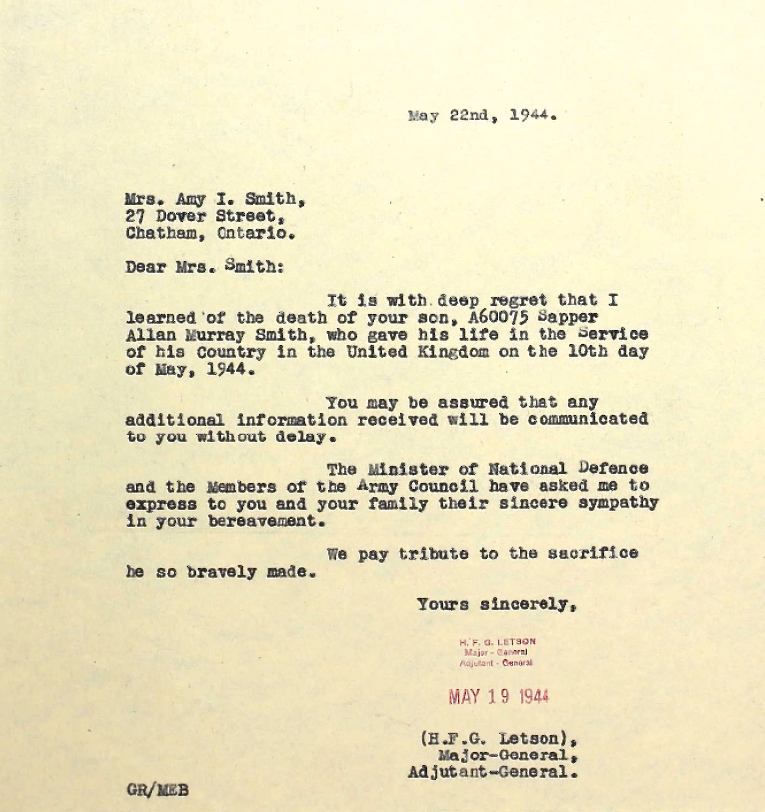 May 22nd, 1944.
Mrs. Amy I. Smith,
27 Dover Street,
Chatham, Ontario.
Dear Mrs. Smith:
It is with deep regret that I
learned of the death of your son, A60075 Sapper
Allan Murray Smith, who gave his life in the Service
of his Country in the United Kingdom on the 10th day
of May, 1944.
You may be assured that any
additional information received will be communicated
to you without delay.
The Minister of National Defence
and the Members of the Army Council have asked me to
express to you and your family their sincere sympathy
in your bereavement.
We pay tribute to the sacrifice
he so bravely made.
Yours sincerely,
H. F. G. LETSON
Major - General
Adjutant - General
MAY 19 1944
(H.F.G. Letson),
Major-General,
Adjutant-General.
GR/MEB